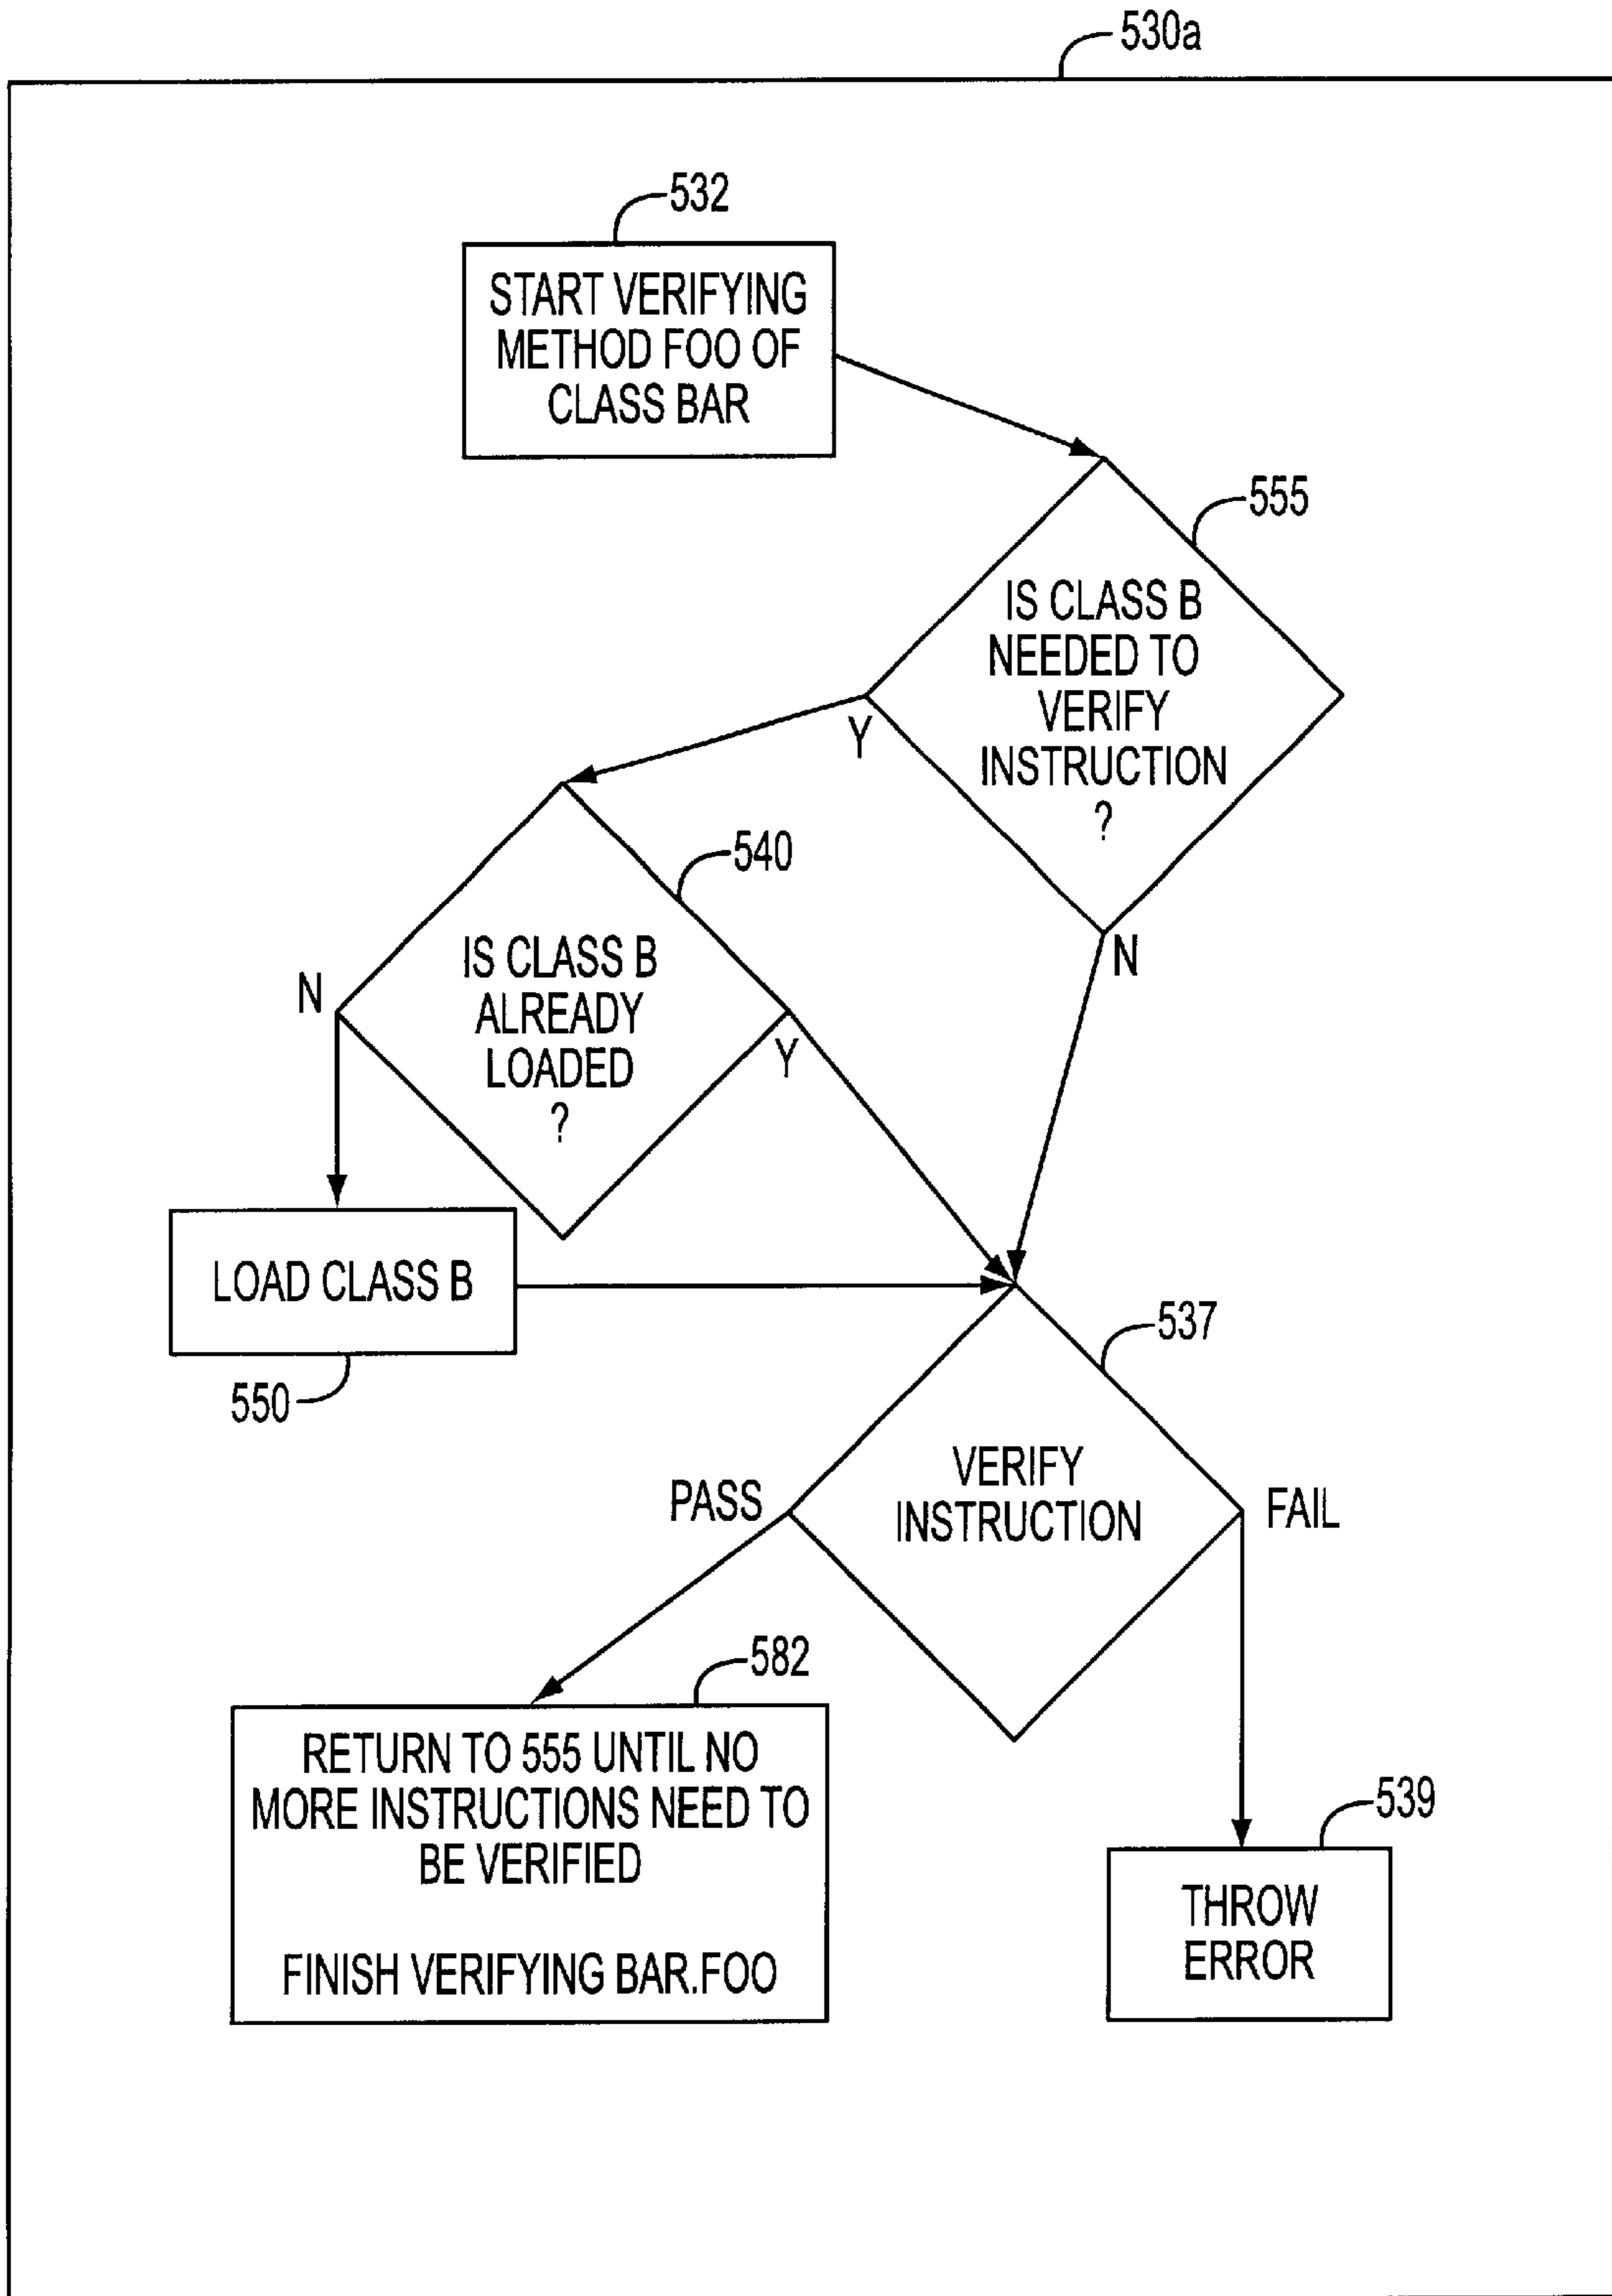 530a
532
START VERIFYING
METHOD FOO OF
CLASS BAR
555
IS CLASS B
NEEDED TO
VERIFY
INSTRUCTION
?
Y
N
540
IS CLASS B
ALREADY
LOADED
?
N
Y
LOAD CLASS B
550
537
VERIFY
INSTRUCTION
PASS
FAIL
582
RETURN TO 555 UNTIL NO
MORE INSTRUCTIONS NEED TO
BE VERIFIED
FINISH VERIFYING BAR.FOO
539
THROW
ERROR